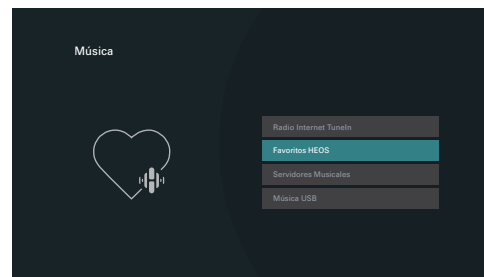 Música
Radio Internet TuneIn
Favoritos HEOS
Servidores Musicales
Música USB